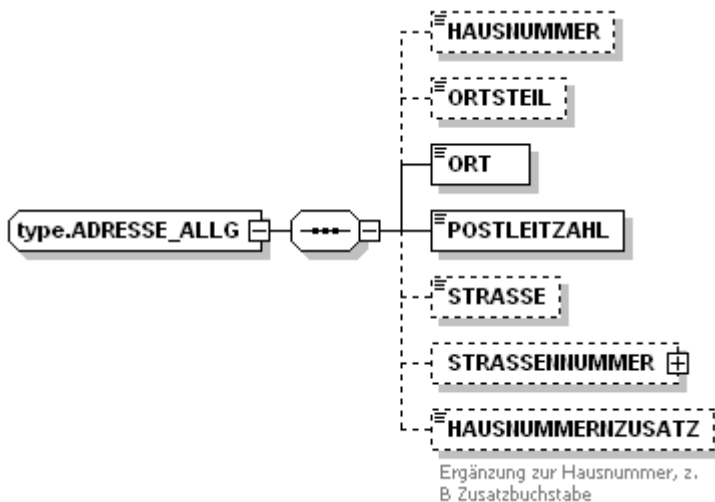 HAUSNUMMER
ORTSTEIL
ORT
type.ADRESSE_ALLG
POSTLEITZAHL
STRASSE
STRASSENNUMMER
HAUSNUMMERNZUSATZ
Ergänzung zur Hausnummer, z.
B Zusatzbuchstabe